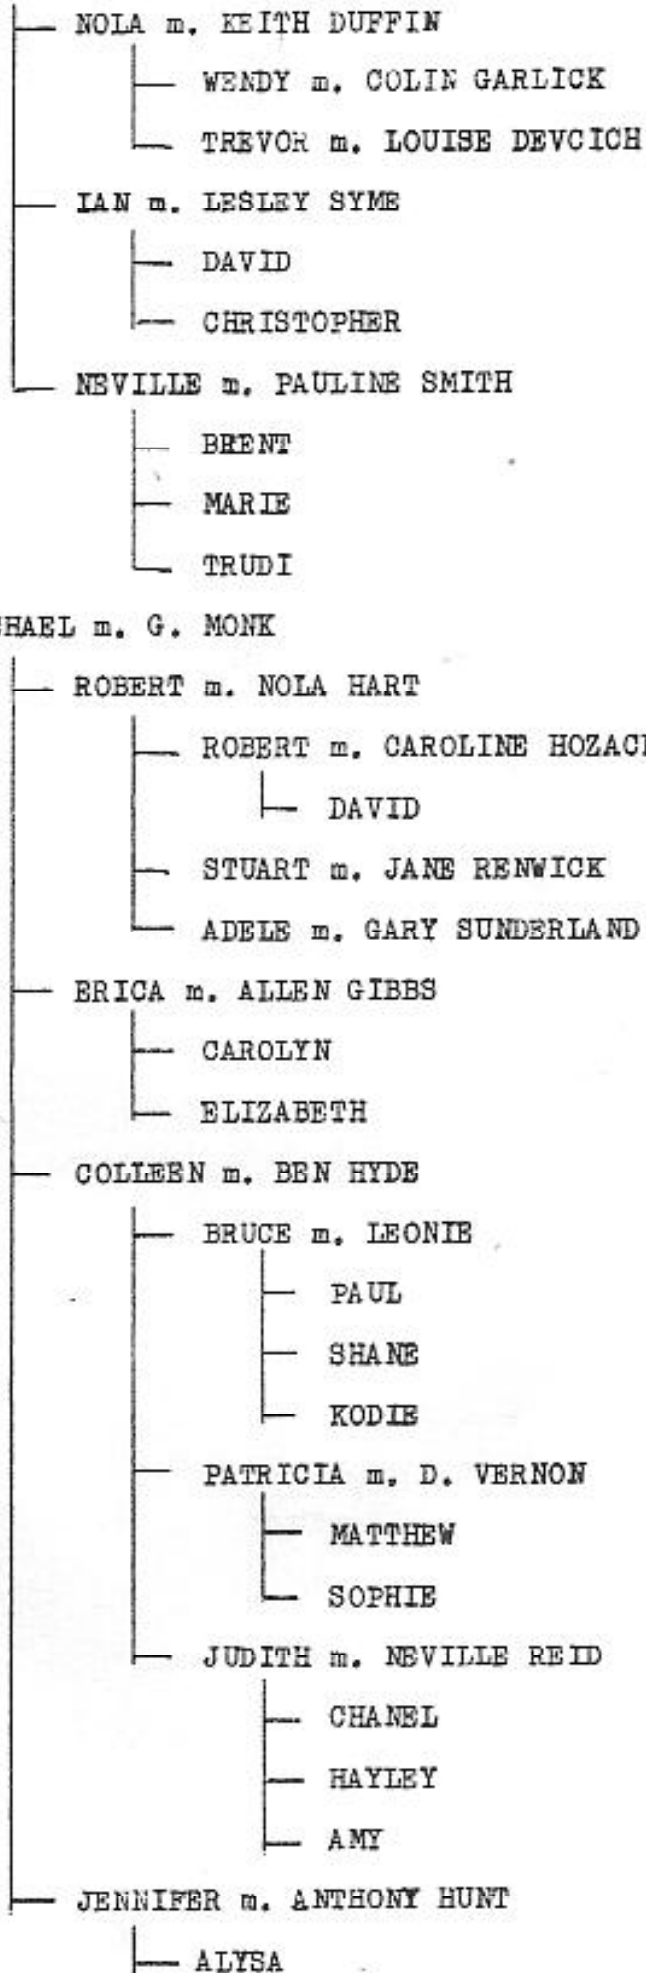 NOLA m. KEITH DUFFIN
WENDY m. COLIN GARLICK
TREVOR m. LOUISE DEVCICH
IAN m. LESLEY SYME
DAVID
CHRISTOPHER
NEVILLE m. PAULINE SMITH
BRENT
MARIE
TRUDI
HAEL m. G. MONK
ROBERT m. NOLA HART
ROBERT m. CAROLINE
DAVID
STUART m. JANE RENWICK
ADELE m. GARY SUNDERLAND
ERICA m. ALLEN GIBBS
CAROLYN
ELIZABETH
COLLEEN m. BEN HYDE
BRUCE m. LEONIE
PAUL
SHANE
KODIE
PATRICIA m. D. VERNON
MATTHEW
SOPHIE
JUDITH m. NEVILLE REID
CHANEL
HAYLEY
AMY
JENNIFER m. ANTHONY HUNT
ALYSA